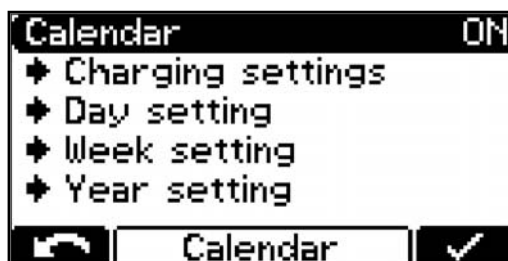 Calendar ON
Charging settings
Day setting
Week setting
Year setting
Calendar